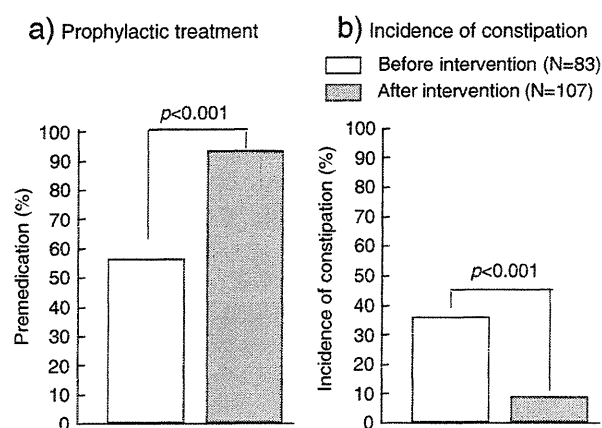 a) Prophylactic treatment
p<0.001
Premedication (%)
100
90
80
70
60
50
40
30
20
10
0
b) Incidence of constipation
Before intervention (N=83)
After intervention (N=107)
p<0.001
Incidence of constipation (%)
100
90
80
70
60
50
40
30
20
10
0